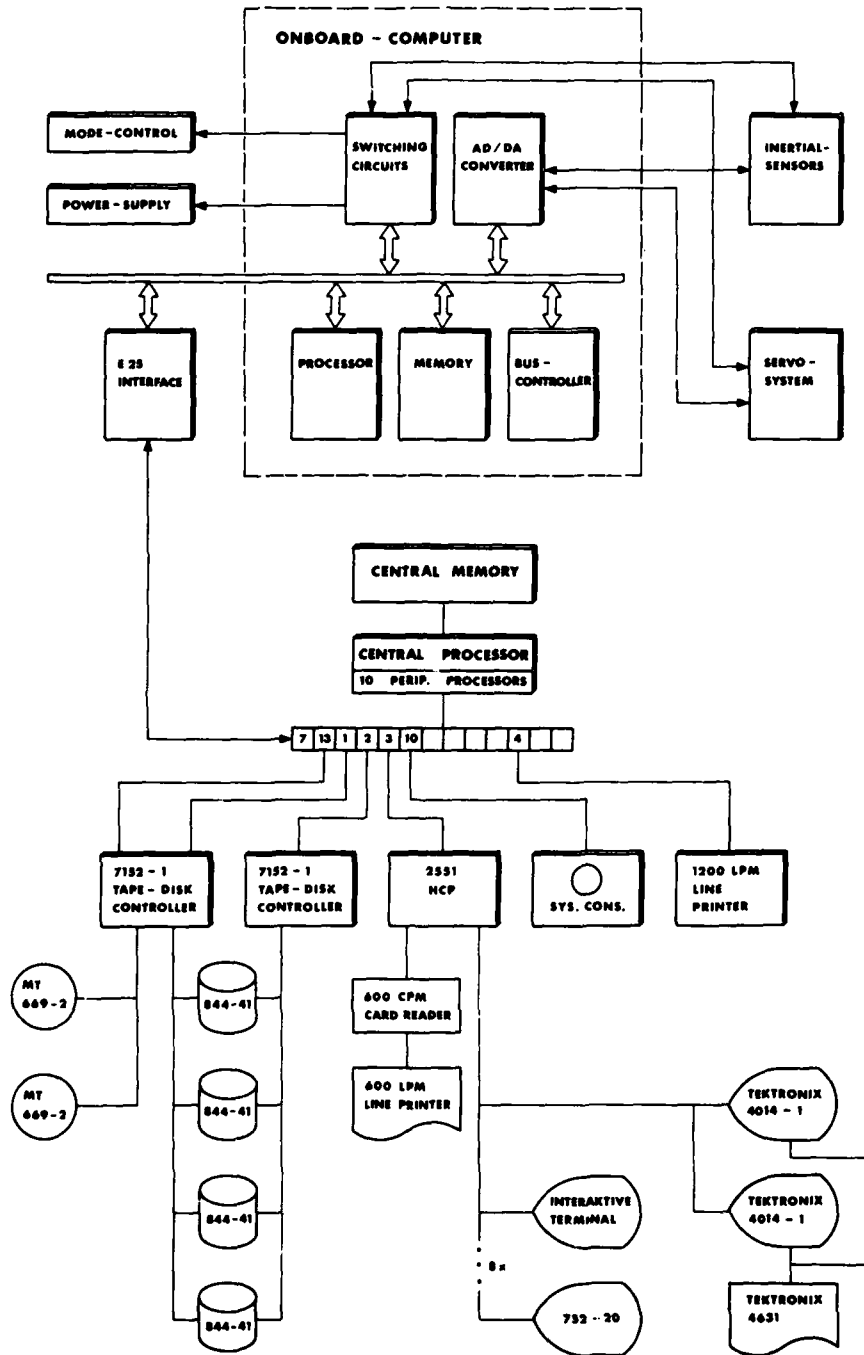 ONBOARD - COMPUTER
MODE - CONTROL
SWITCHING
CIRCUITS
AD / DA
CONVERTER
INERTIAL-
SENSORS
POWER - SUPPLY
E 25
INTERFACE
PROCESSOR
MEMORY
BUS -
CONTROLLER
SERVO -
SYSTEM
CENTRAL MEMORY
CENTRAL PROCESSOR
10 PERIP. PROCESSORS
7 13 1 2 3 10 4
7152 - 1
TAPE - DISK
CONTROLLER
7152 - 1
TAPE - DISK
CONTROLLER
2551
HCP
SYS. CONS.
1200 LPM
LINE
PRINTER
MT
669-2
844-41
600 CPM
CARD READER
MT
669-2
844-41
600 LPM
LINE PRINTER
TEKTRONIX
4014 - 1
844-41
INTERAKTIVE
TERMINAL
TEKTRONIX
4014 - 1
8 x
844-41
752 - 20
TEKTRONIX
4631